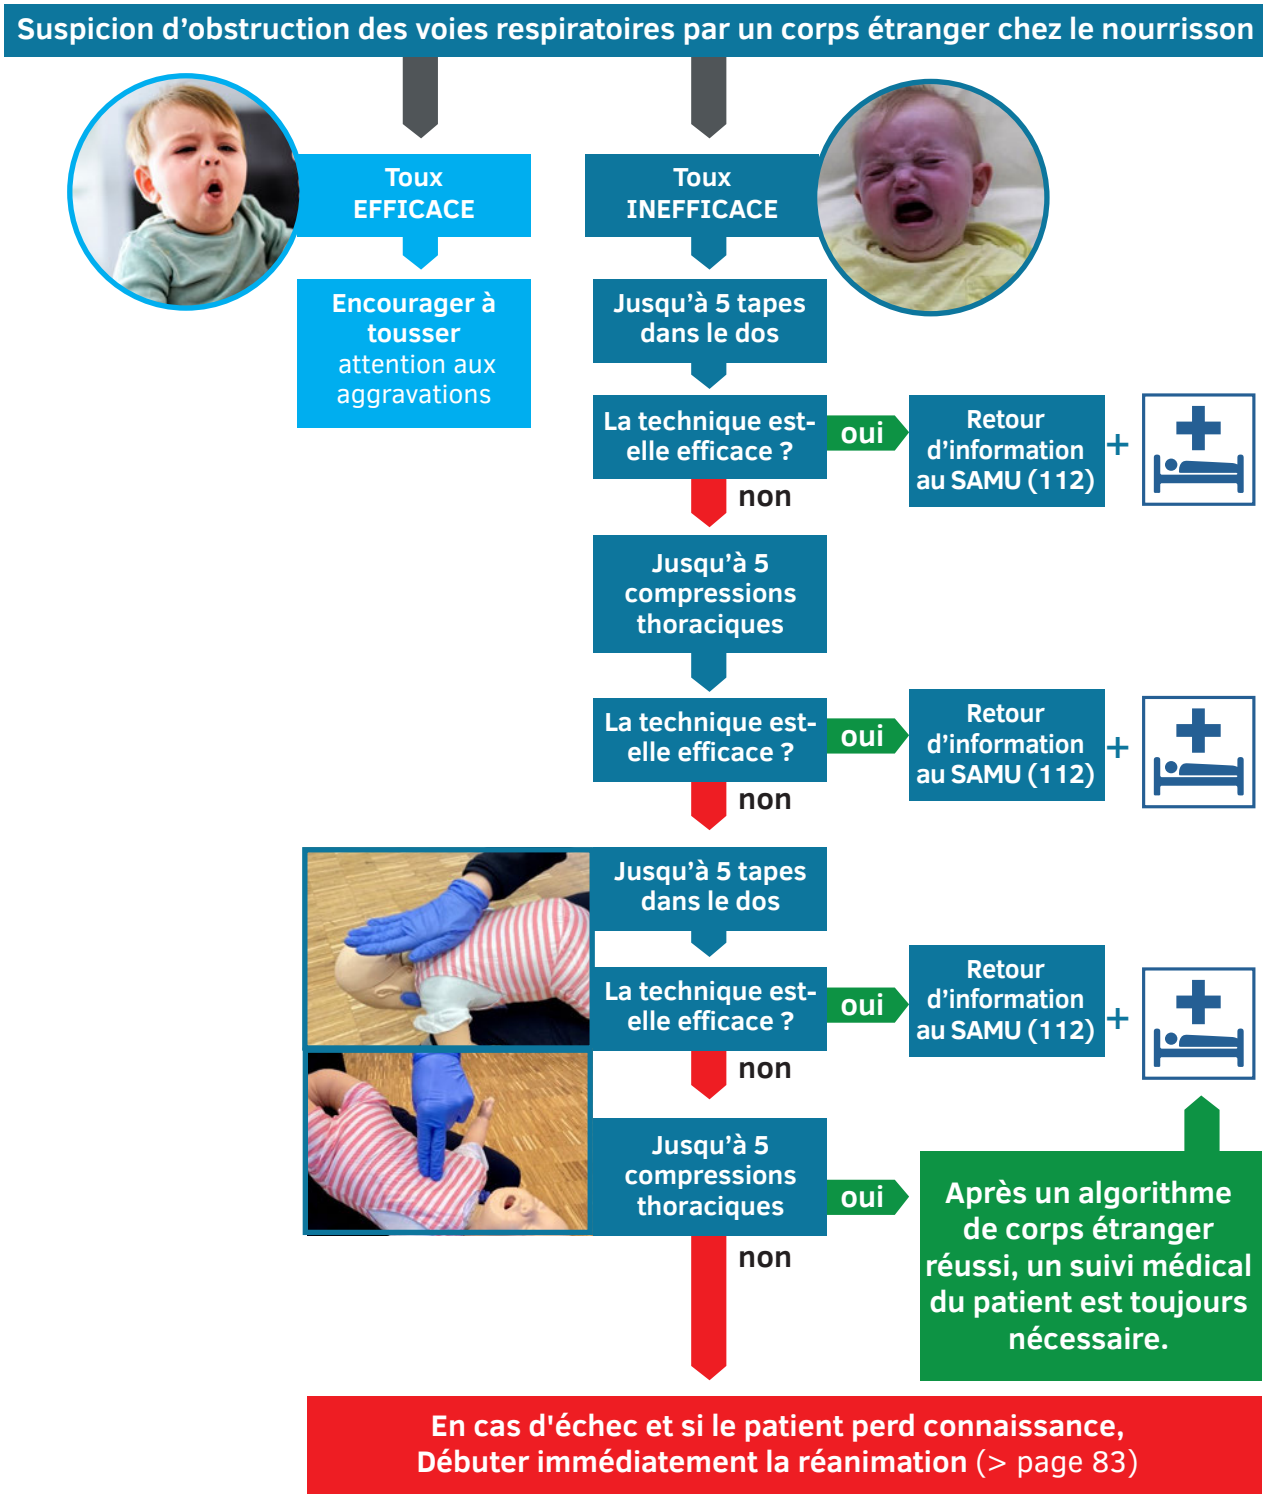 Suspicion d’obstruction des voies respiratoires par un corps étranger chez le nourrisson
Toux
EFFICACE
Encourager à
tousser
attention aux
aggravations
Toux
INEFFICACE
Jusqu’à 5 tapes
dans le dos
La technique est-
elle efficace ?
oui
Retour
d’information
au SAMU (112)
+
non
Jusqu’à 5
compressions
thoraciques
La technique est-
elle efficace ?
oui
Retour
d’information
au SAMU (112)
+
non
Jusqu’à 5 tapes
dans le dos
La technique est-
elle efficace ?
oui
Retour
d’information
au SAMU (112)
+
non
Jusqu’à 5
compressions
thoraciques
oui
Après un algorithme
de corps étranger
réussi, un suivi médical
du patient est toujours
nécessaire.
non
En cas d'échec et si le patient perd connaissance,
Débuter immédiatement la réanimation (> page 83)